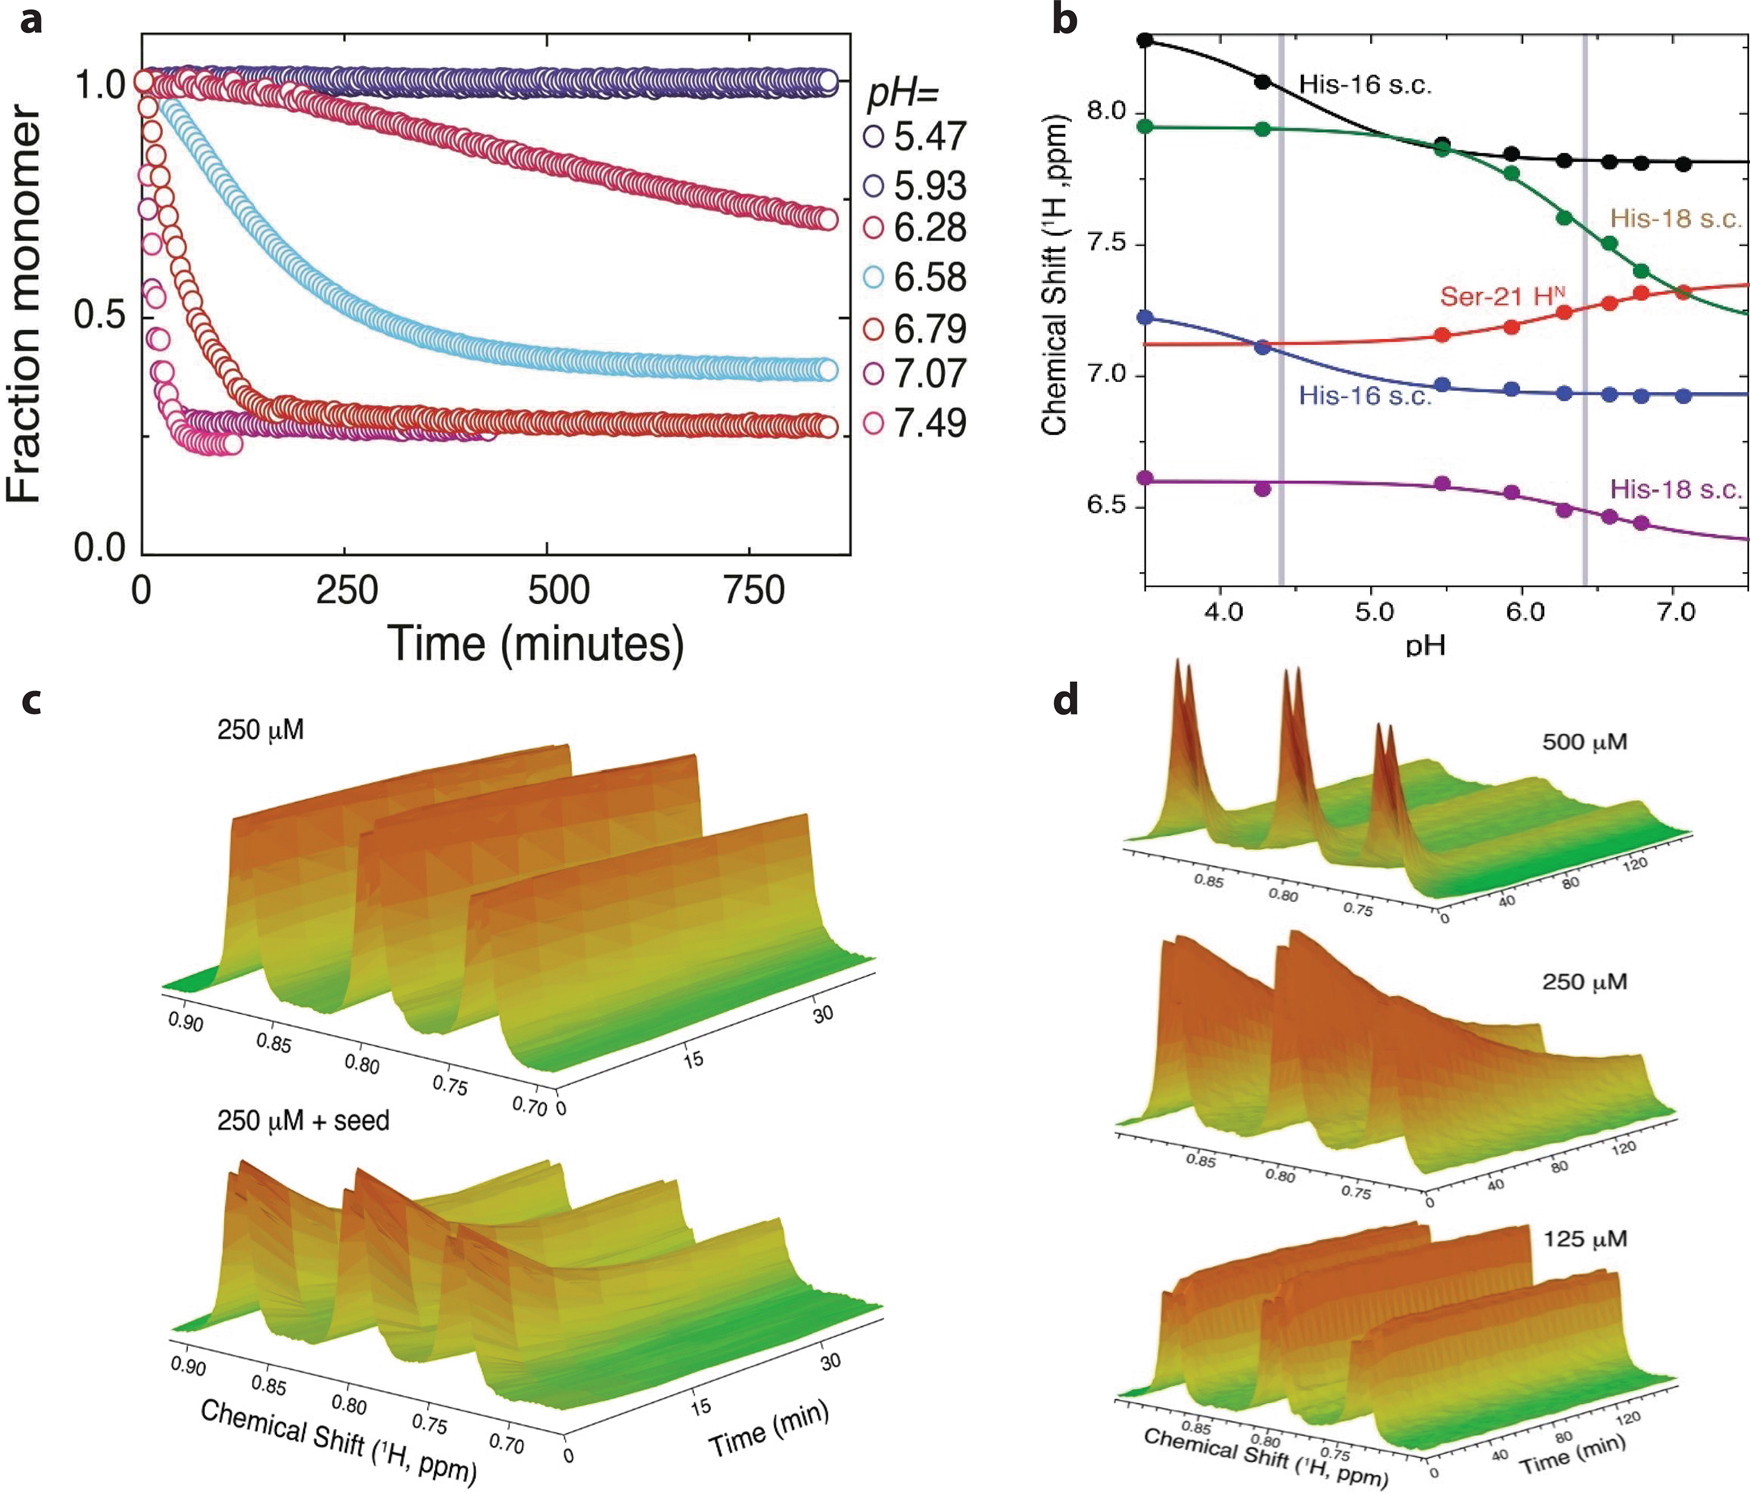 a
Fraction monomer
1.0
0.5
0.0
0
250
500
750
Time (minutes)
pH=
5.47
5.93
6.28
6.58
6.79
7.07
7.49
b
Chemical Shift (¹H ,ppm)
8.0
7.5
7.0
6.5
His-16 s.c.
His-18 s.c.
Ser-21 Hᴺ
His-16 s.c.
His-18 s.c.
4.0
5.0
6.0
7.0
pH
c
250 μM
0.90
0.85
0.80
0.75
0.70
0
15
30
250 μM + seed
0.90
0.85
0.80
0.75
0.70
0
15
30
Chemical Shift (¹H, ppm)
Time (min)
d
500 μM
0.85
0.80
0.75
0
40
80
120
250 μM
0.85
0.80
0.75
0
40
80
120
125 μM
0.85
0.80
0.75
0
40
80
120
Chemical Shift (¹H, ppm)
Time (min)